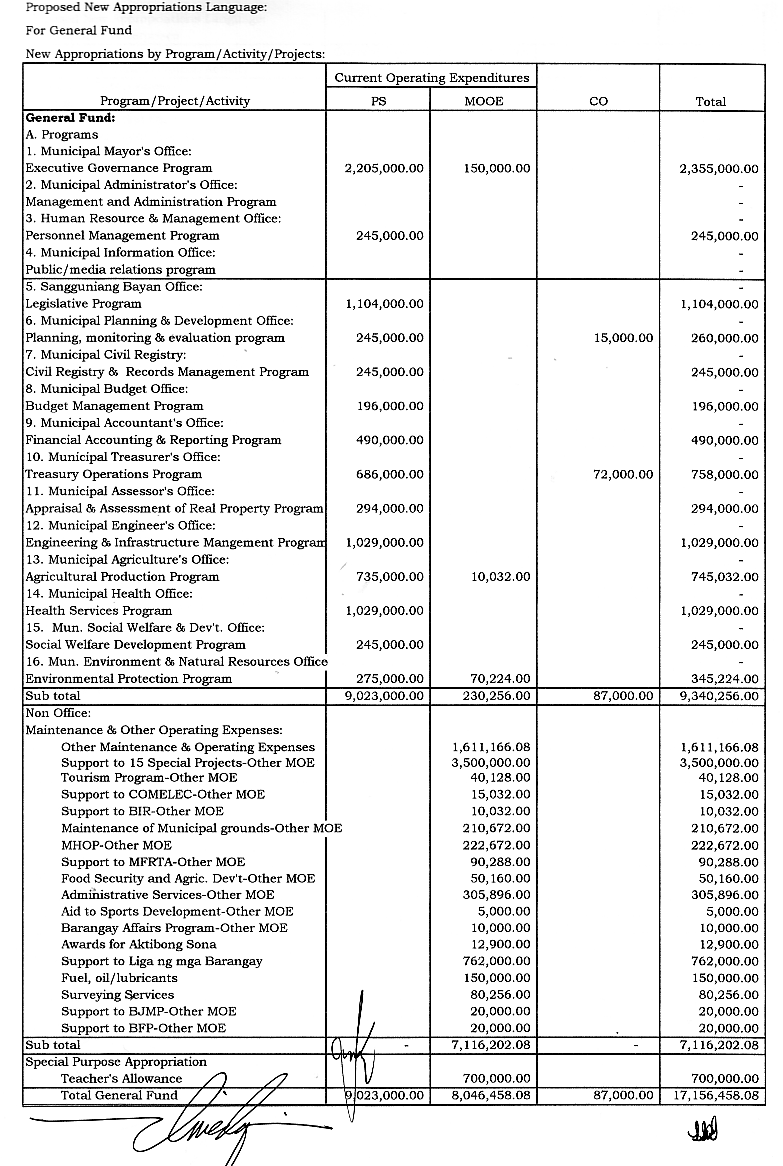 Proposed New Appropriations Language:
For General Fund
New Appropriations by Program/Activity/Projects:
Current Operating Expenditures
Program/Project/Activity PS MOOE CO Total
General Fund:
A. Programs
1. Municipal Mayor's Office:
Executive Governance Program 2,205,000.00 150,000.00 2,355,000.00
2. Municipal Administrator's Office: -
Management and Administration Program -
3. Human Resource & Management Office: -
Personnel Management Program 245,000.00 245,000.00
4. Municipal Information Office: -
Public/media relations program -
5. Sangguniang Bayan Office: -
Legislative Program 1,104,000.00 1,104,000.00
6. Municipal Planning & Development Office: -
Planning, monitoring & evaluation program 245,000.00 15,000.00 260,000.00
7. Municipal Civil Registry: -
Civil Registry & Records Management Program 245,000.00 245,000.00
8. Municipal Budget Office: -
Budget Management Program 196,000.00 196,000.00
9. Municipal Accountant's Office: -
Financial Accounting & Reporting Program 490,000.00 490,000.00
10. Municipal Treasurer's Office: -
Treasury Operations Program 686,000.00 72,000.00 758,000.00
11. Municipal Assessor's Office: -
Appraisal & Assessment of Real Property Program 294,000.00 294,000.00
12. Municipal Engineer's Office: -
Engineering & Infrastructure Mangement Program 1,029,000.00 1,029,000.00
13. Municipal Agriculture's Office: -
Agricultural Production Program 735,000.00 10,032.00 745,032.00
14. Municipal Health Office: -
Health Services Program 1,029,000.00 1,029,000.00
15. Mun. Social Welfare & Dev't. Office: -
Social Welfare Development Program 245,000.00 245,000.00
16. Mun. Environment & Natural Resources Office -
Environmental Protection Program 275,000.00 70,224.00 345,224.00
Sub total 9,023,000.00 230,256.00 87,000.00 9,340,256.00
Non Office:
Maintenance & Other Operating Expenses:
Other Maintenance & Operating Expenses 1,611,166.08 1,611,166.08
Support to 15 Special Projects-Other MOE 3,500,000.00 3,500,000.00
Tourism Program-Other MOE 40,128.00 40,128.00
Support to COMELEC-Other MOE 15,032.00 15,032.00
Support to BIR-Other MOE 10,032.00 10,032.00
Maintenance of Municipal grounds-Other MOE 210,672.00 210,672.00
MHOP-Other MOE 222,672.00 222,672.00
Support to MFRTA-Other MOE 90,288.00 90,288.00
Food Security and Agric. Dev't-Other MOE 50,160.00 50,160.00
Administrative Services-Other MOE 305,896.00 305,896.00
Aid to Sports Development-Other MOE 5,000.00 5,000.00
Barangay Affairs Program-Other MOE 10,000.00 10,000.00
Awards for Aktibong Sona 12,900.00 12,900.00
Support to Liga ng mga Barangay 762,000.00 762,000.00
Fuel, oil/lubricants 150,000.00 150,000.00
Surveying Services 80,256.00 80,256.00
Support to BJMP-Other MOE 20,000.00 20,000.00
Support to BFP-Other MOE 20,000.00 20,000.00
Sub total - 7,116,202.08 - 7,116,202.08
Special Purpose Appropriation
Teacher's Allowance 700,000.00 700,000.00
Total General Fund 9,023,000.00 8,046,458.08 87,000.00 17,156,458.08